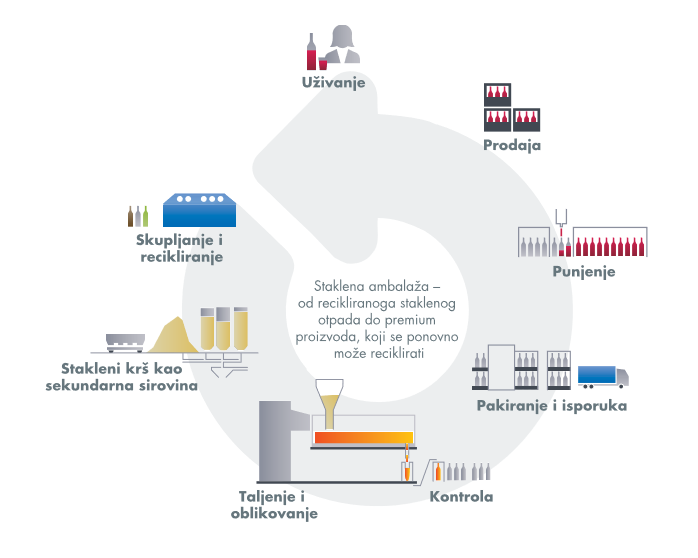 Uživanje
Prodaja
Punjenje
Pakiranje i isporuka
Kontrola
Taljenje i
oblikovanje
Stakleni krš kao
sekundarna sirovina
Skupljanje i
recikliranje
Staklena ambalaža –
od recikliranoga staklenog
otpada do premium
proizvoda, koji se ponovno
može reciklirati